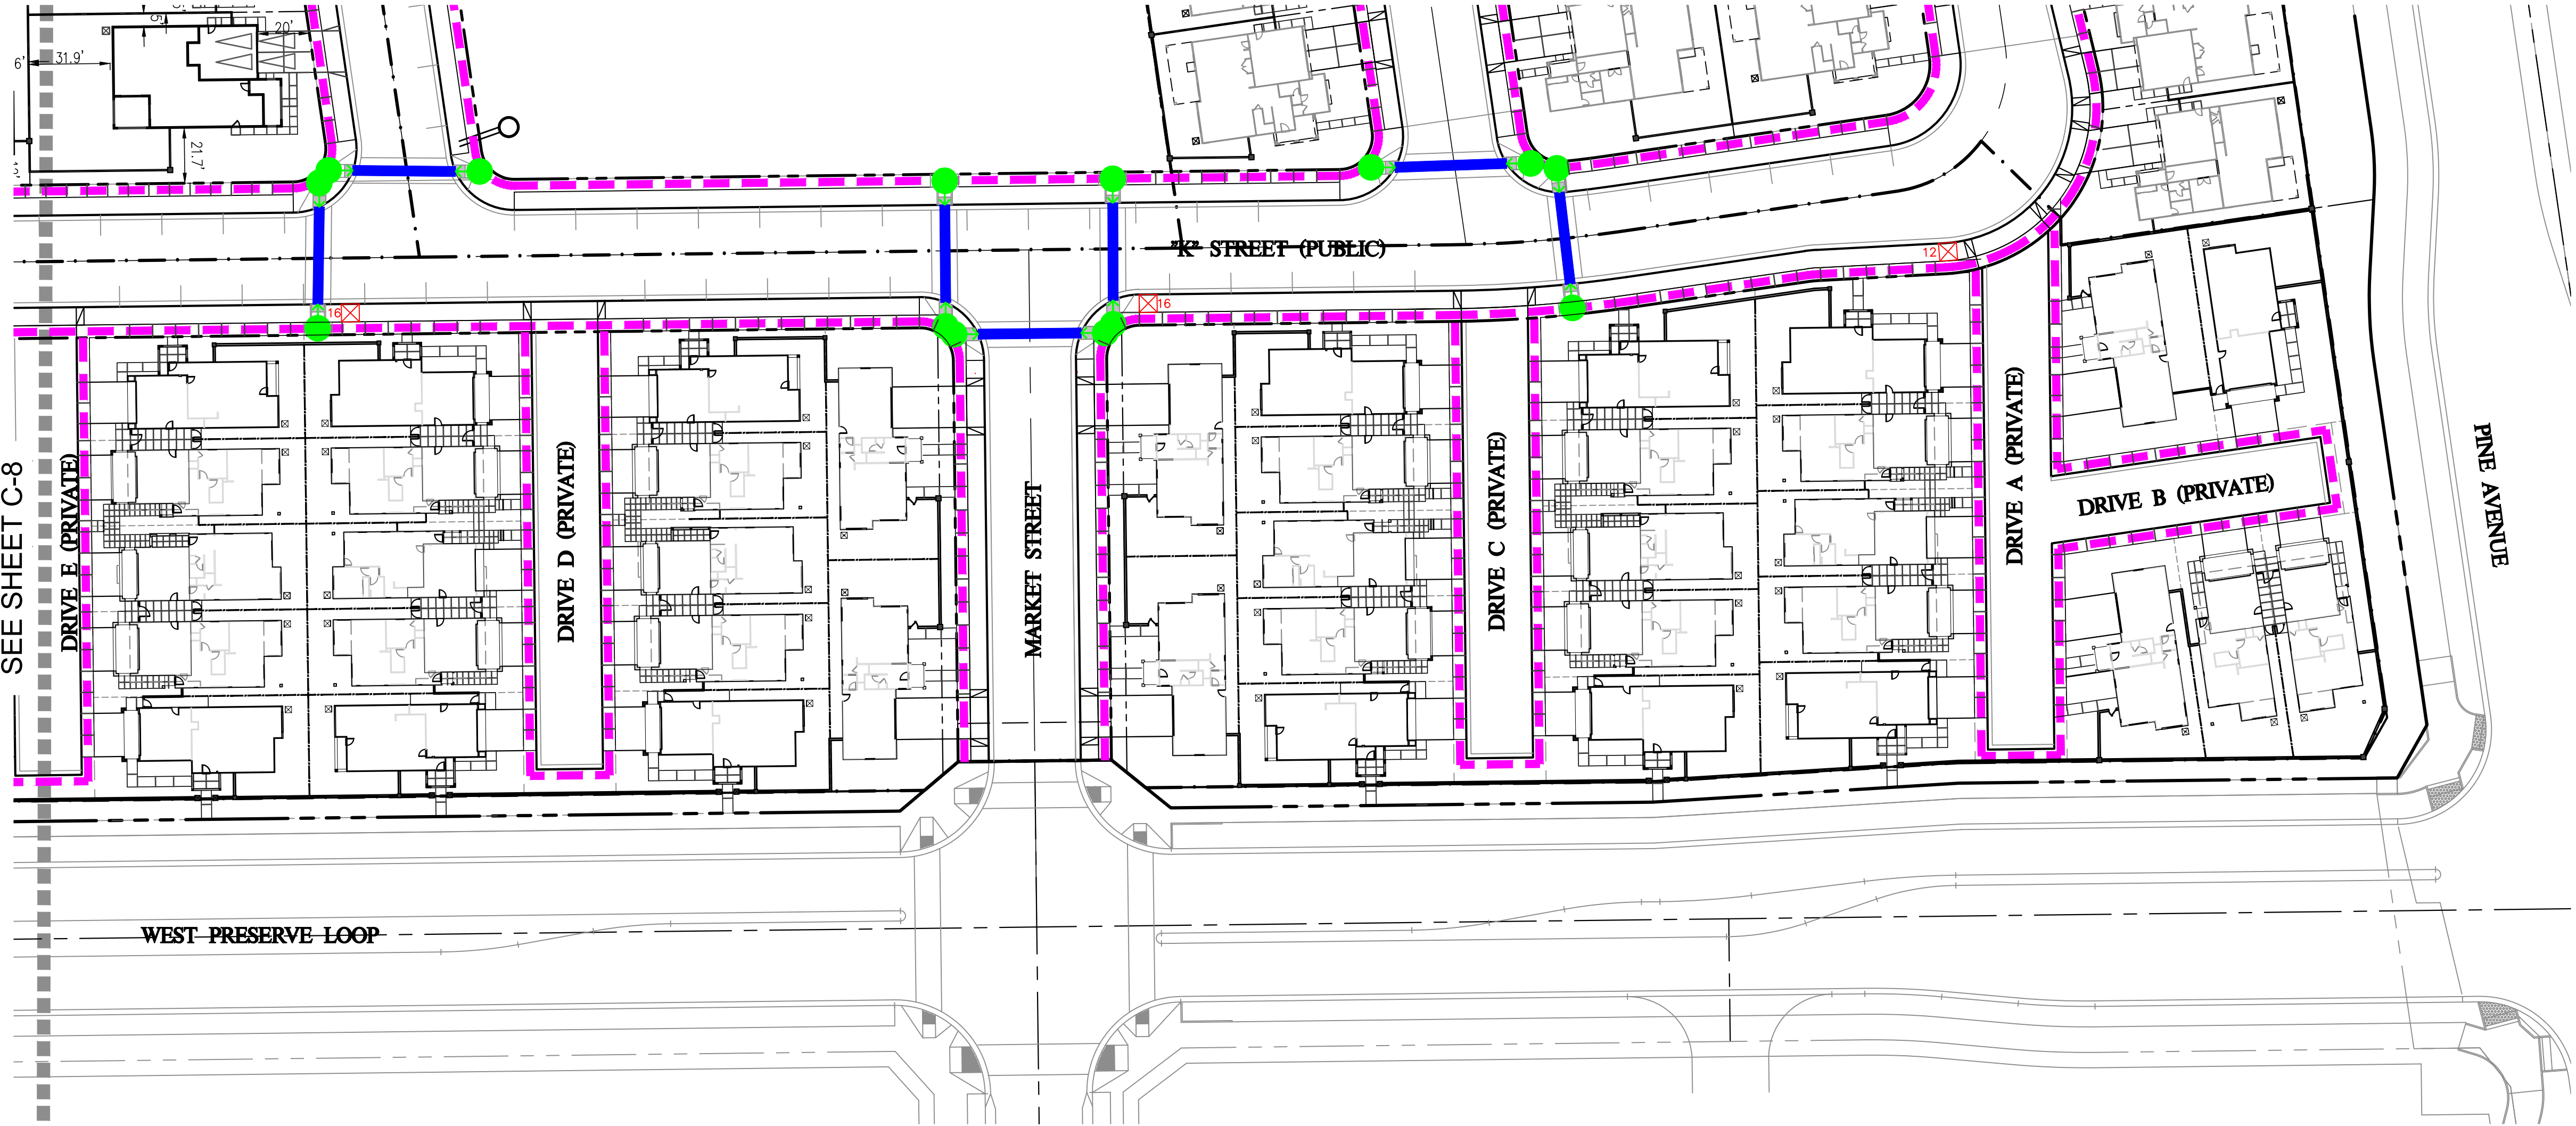 20'
6'
31.9'
21.7'
"K" STREET (PUBLIC)
12
16
16
SEE SHEET C-8
DRIVE E (PRIVATE)
DRIVE D (PRIVATE)
MARKET STREET
DRIVE C (PRIVATE)
DRIVE A (PRIVATE)
DRIVE B (PRIVATE)
PINE AVENUE
WEST PRESERVE LOOP